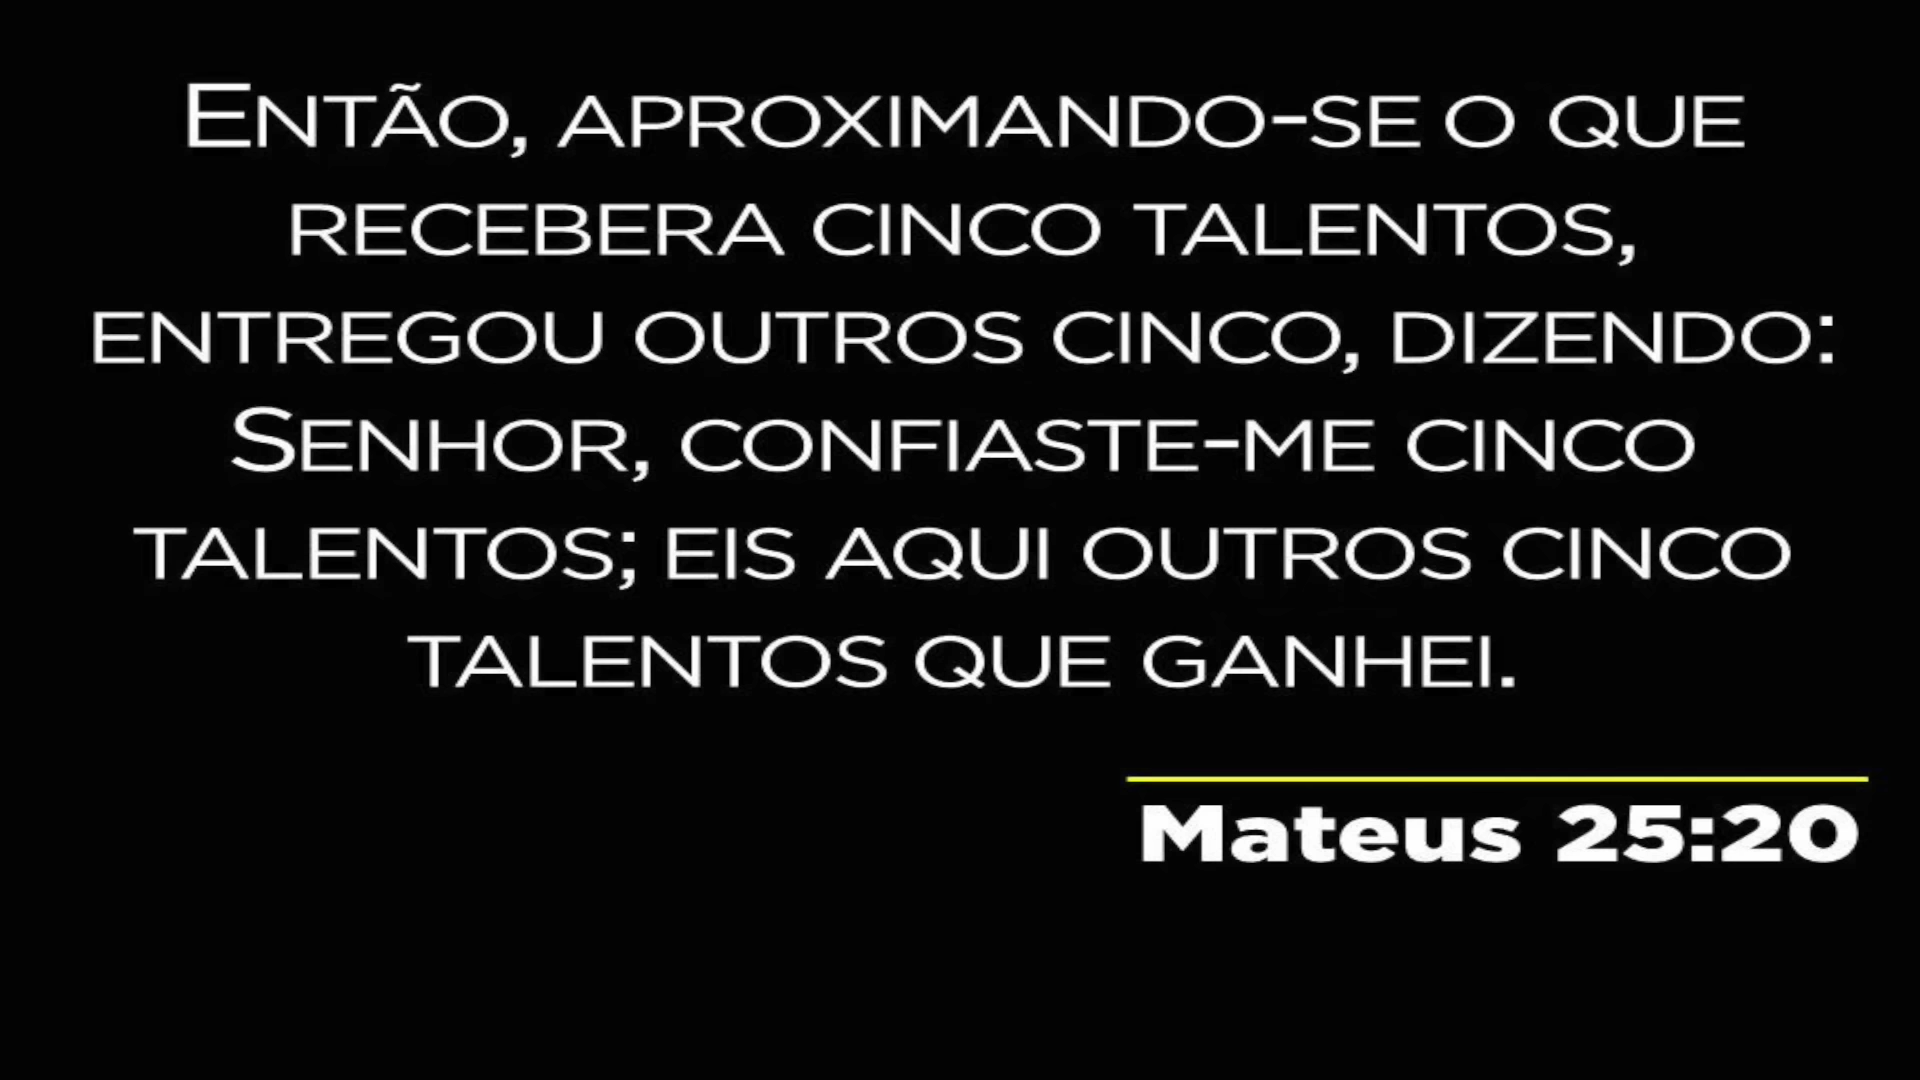 Então, aproximando-se o que
recebera cinco talentos,
entregou outros cinco, dizendo:
Senhor, confiaste-me cinco
talentos; eis aqui outros cinco
talentos que ganhei.
Mateus 25:20